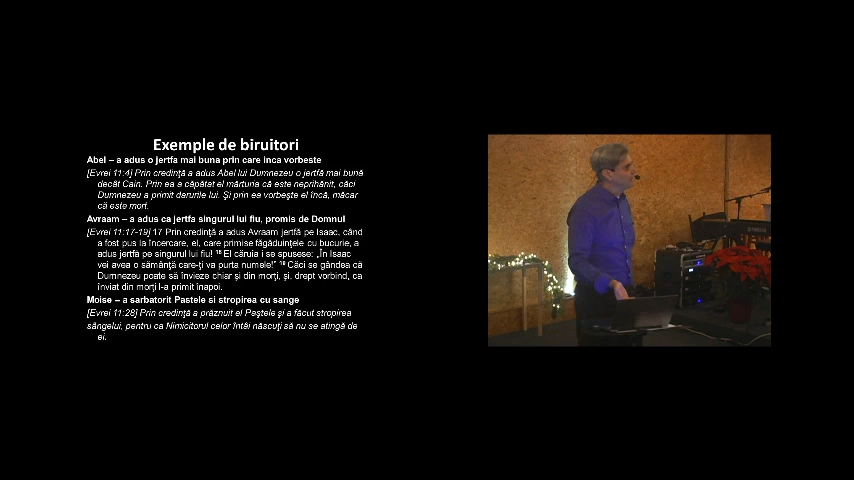 Exemple de biruitori
Abel – a adus o jertfa mai buna prin care inca vorbeste
[Evrei 11:4] Prin credinţă a adus Abel lui Dumnezeu o jertfă mai bună
decât Cain. Prin ea a căpătat el mărturia că este neprihănit, căci
Dumnezeu a primit darurile lui. Şi prin ea vorbeşte el încă, măcar
că este mort.
Avraam – a adus ca jertfa singurul lui fiu, promis de Domnul
[Evrei 11:17-19] 17 Prin credinţă a adus Avraam jertfă pe Isaac, când
a fost pus la încercare, el, care primise făgăduinţele cu bucurie, a
adus jertfă pe singurul lui fiu! 18 El căruia i se spusese: „În Isaac
vei avea o sămânţă care-ţi va purta numele!” 19 Căci se gândea că
Dumnezeu poate să învieze chiar şi din morţi, şi, drept vorbind, ca
înviat din morţi l-a primit înapoi.
Moise – a sarbatorit Pastele si stropirea cu sange
[Evrei 11:28] Prin credinţă a prăznuit el Paştele şi a făcut stropirea
sângelui, pentru ca Nimicitorul celor întâi născuţi să nu se atingă de
ei.